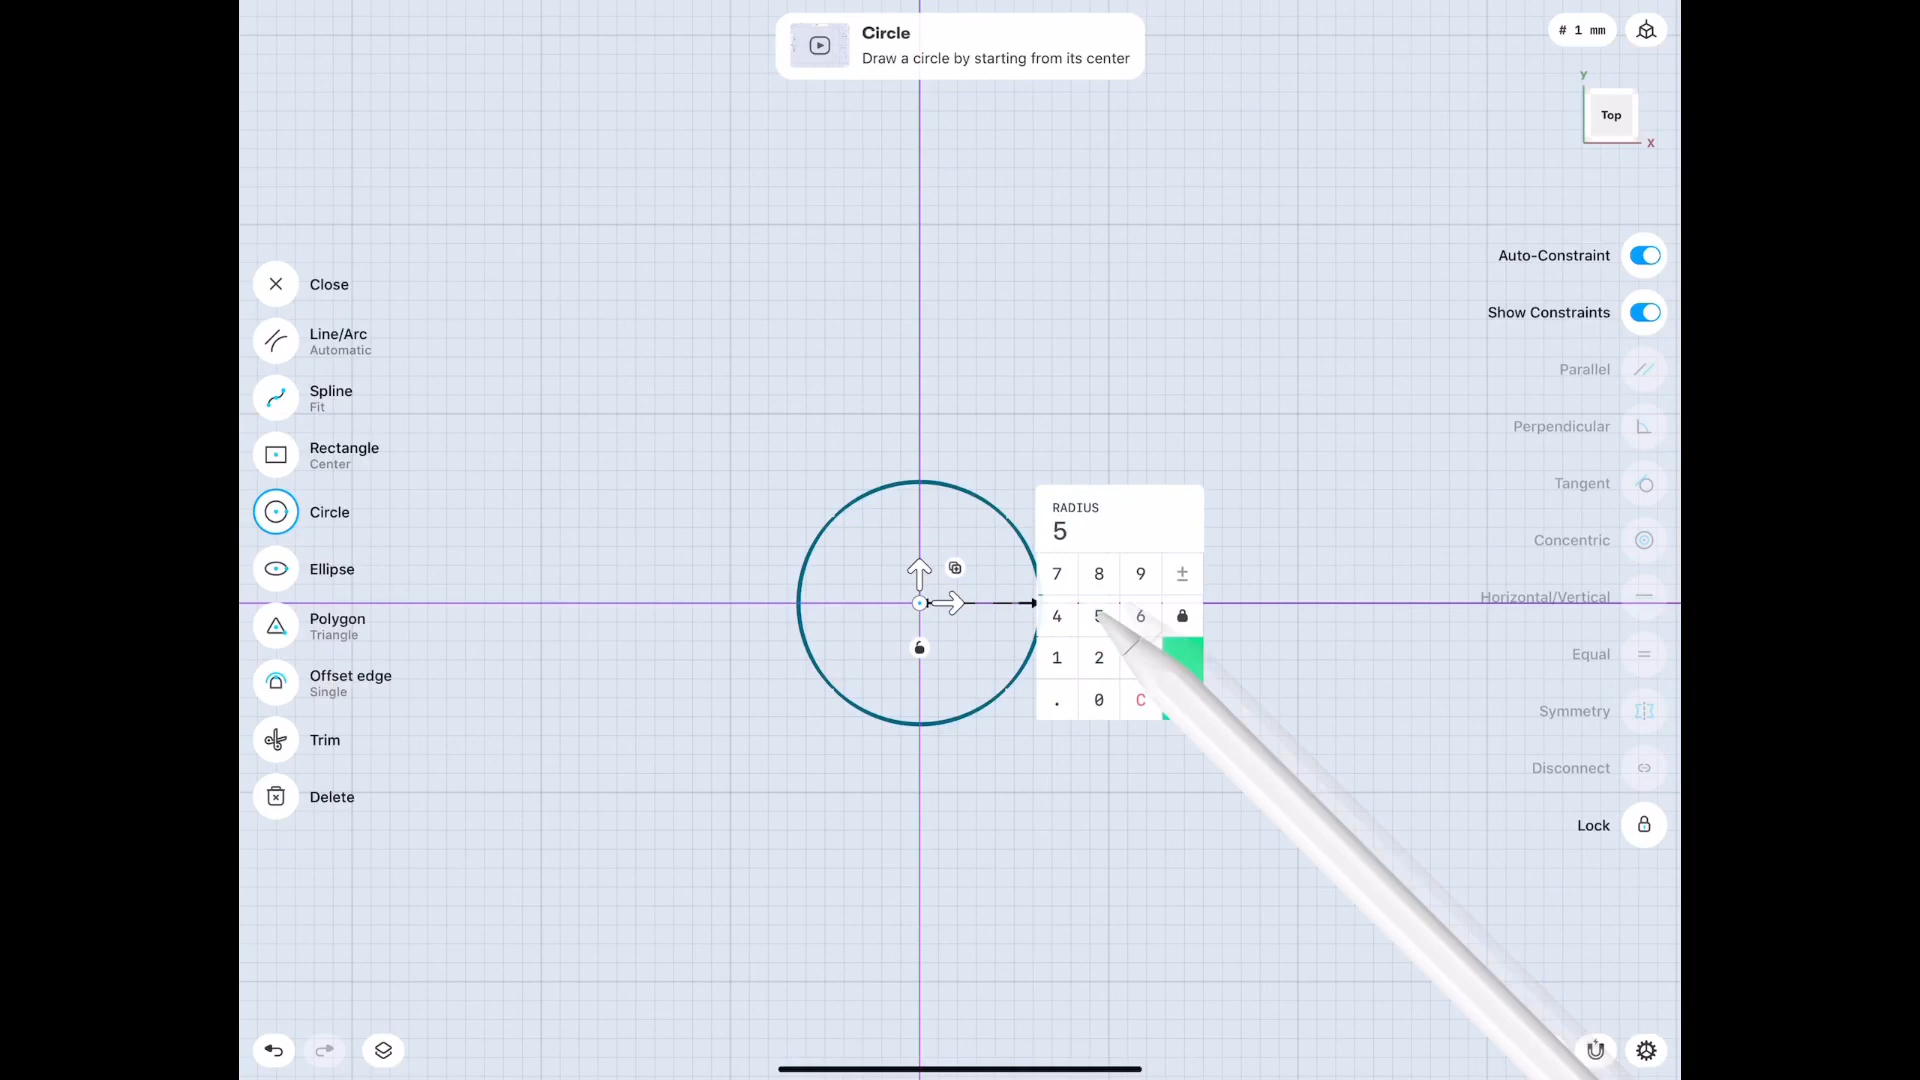 Circle
Draw a circle by starting from its center
# 1 mm
Y
Top
X
Auto-Constraint
Show Constraints
Parallel
Perpendicular
Tangent
Concentric
Horizontal/Vertical
Equal
Symmetry
Disconnect
Lock
Close
Line/Arc
Automatic
Spline
Fit
Rectangle
Center
Circle
Ellipse
Polygon
Triangle
Offset edge
Single
Trim
Delete
RADIUS
5
7 8 9 ±
4 5 6
1 2
. 0 C